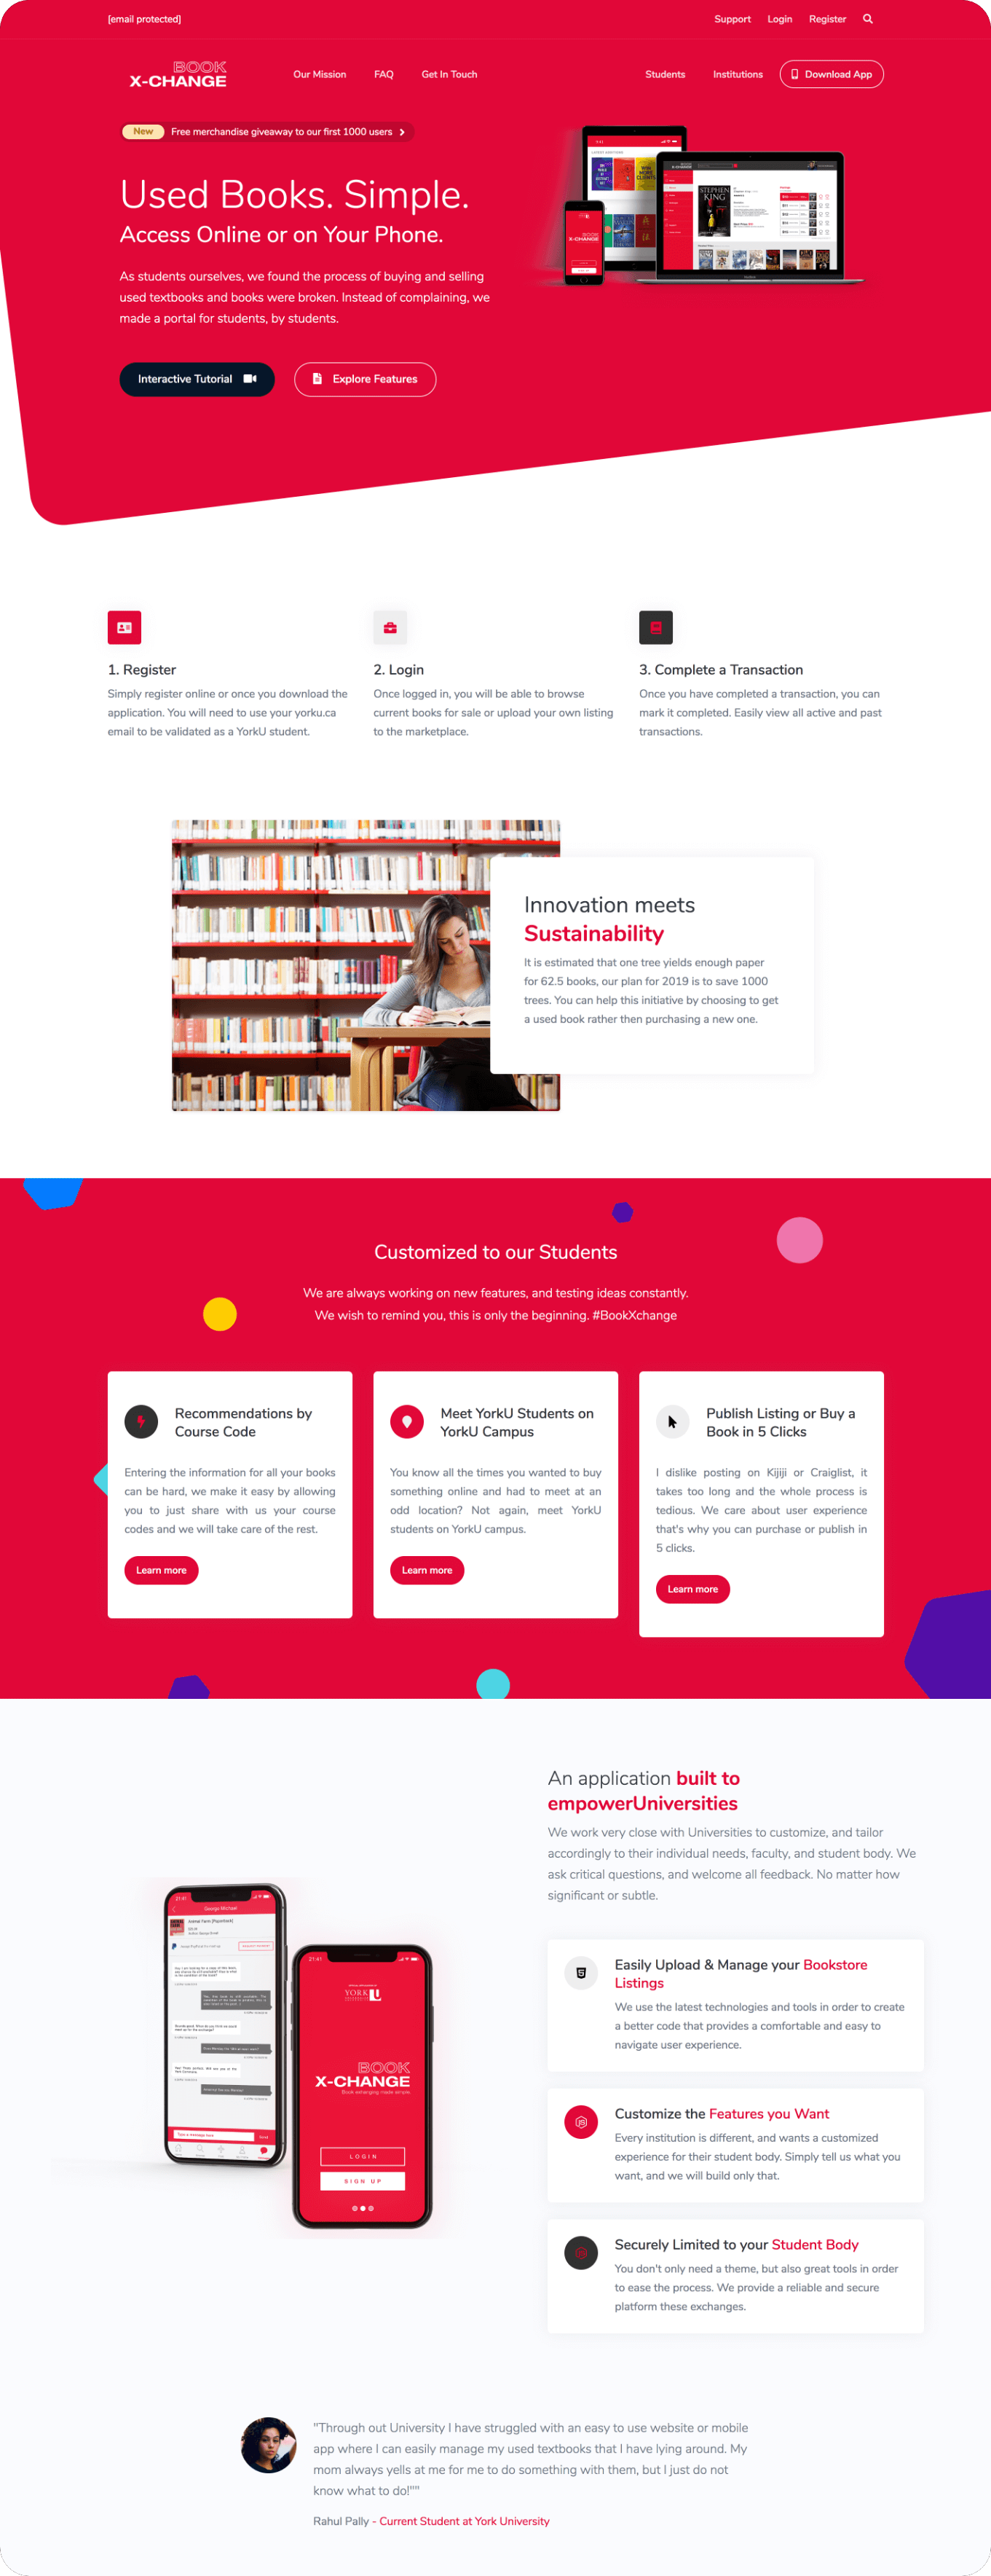 [email protected]
Support Login Register
BOOK
X-CHANGE
Our Mission FAQ Get In Touch
Students Institutions Download App
New Free merchandise giveaway to our first 1000 users
Used Books. Simple.
Access Online or on Your Phone.
As students ourselves, we found the process of buying and selling
used textbooks and books were broken. Instead of complaining, we
made a portal for students, by students.
Interactive Tutorial
Explore Features
STEPHEN
KING
BOOK
X-CHANGE
1. Register
Simply register online or once you download the
application. You will need to use your yorku.ca
email to be validated as a YorkU student.
2. Login
Once logged in, you will be able to browse
current books for sale or upload your own listing
to the marketplace.
3. Complete a Transaction
Once you have completed a transaction, you can
mark it completed. Easily view all active and past
transactions.
Innovation meets
Sustainability
It is estimated that one tree yields enough paper
for 62.5 books, our plan for 2019 is to save 1000
trees. You can help this initiative by choosing to get
a used book rather then purchasing a new one.
Customized to our Students
We are always working on new features, and testing ideas constantly.
We wish to remind you, this is only the beginning. #BookXchange
Recommendations by
Course Code
Entering the information for all your books
can be hard, we make it easy by allowing
you to just share with us your course
codes and we will take care of the rest.
Learn more
Meet YorkU Students on
YorkU Campus
You know all the times you wanted to buy
something online and had to meet at an
odd location? Not again, meet YorkU
students on YorkU campus.
Learn more
Publish Listing or Buy a
Book in 5 Clicks
I dislike posting on Kijiji or Craiglist, it
takes too long and the whole process is
tedious. We care about user experience
that's why you can purchase or publish in
5 clicks.
Learn more
An application built to
empowerUniversities
We work very close with Universities to customize, and tailor
accordingly to their individual needs, faculty, and student body. We
ask critical questions, and welcome all feedback. No matter how
significant or subtle.
21:41
George Michael
Animal Farm [Paperback]
Type a message here
Send
21:41
YORK U
BOOK
X-CHANGE
Book exchanging made simple.
LOGIN
SIGN UP
Easily Upload & Manage your Bookstore
Listings
We use the latest technologies and tools in order to create
a better code that provides a comfortable and easy to
navigate user experience.
Customize the Features you Want
Every institution is different, and wants a customized
experience for their student body. Simply tell us what you
want, and we will build only that.
Securely Limited to your Student Body
You don't only need a theme, but also great tools in order
to ease the process. We provide a reliable and secure
platform these exchanges.
"Through out University I have struggled with an easy to use website or mobile
app where I can easily manage my used textbooks that I have lying around. My
mom always yells at me for me to do something with them, but I just do not
know what to do!""
Rahul Pally - Current Student at York University